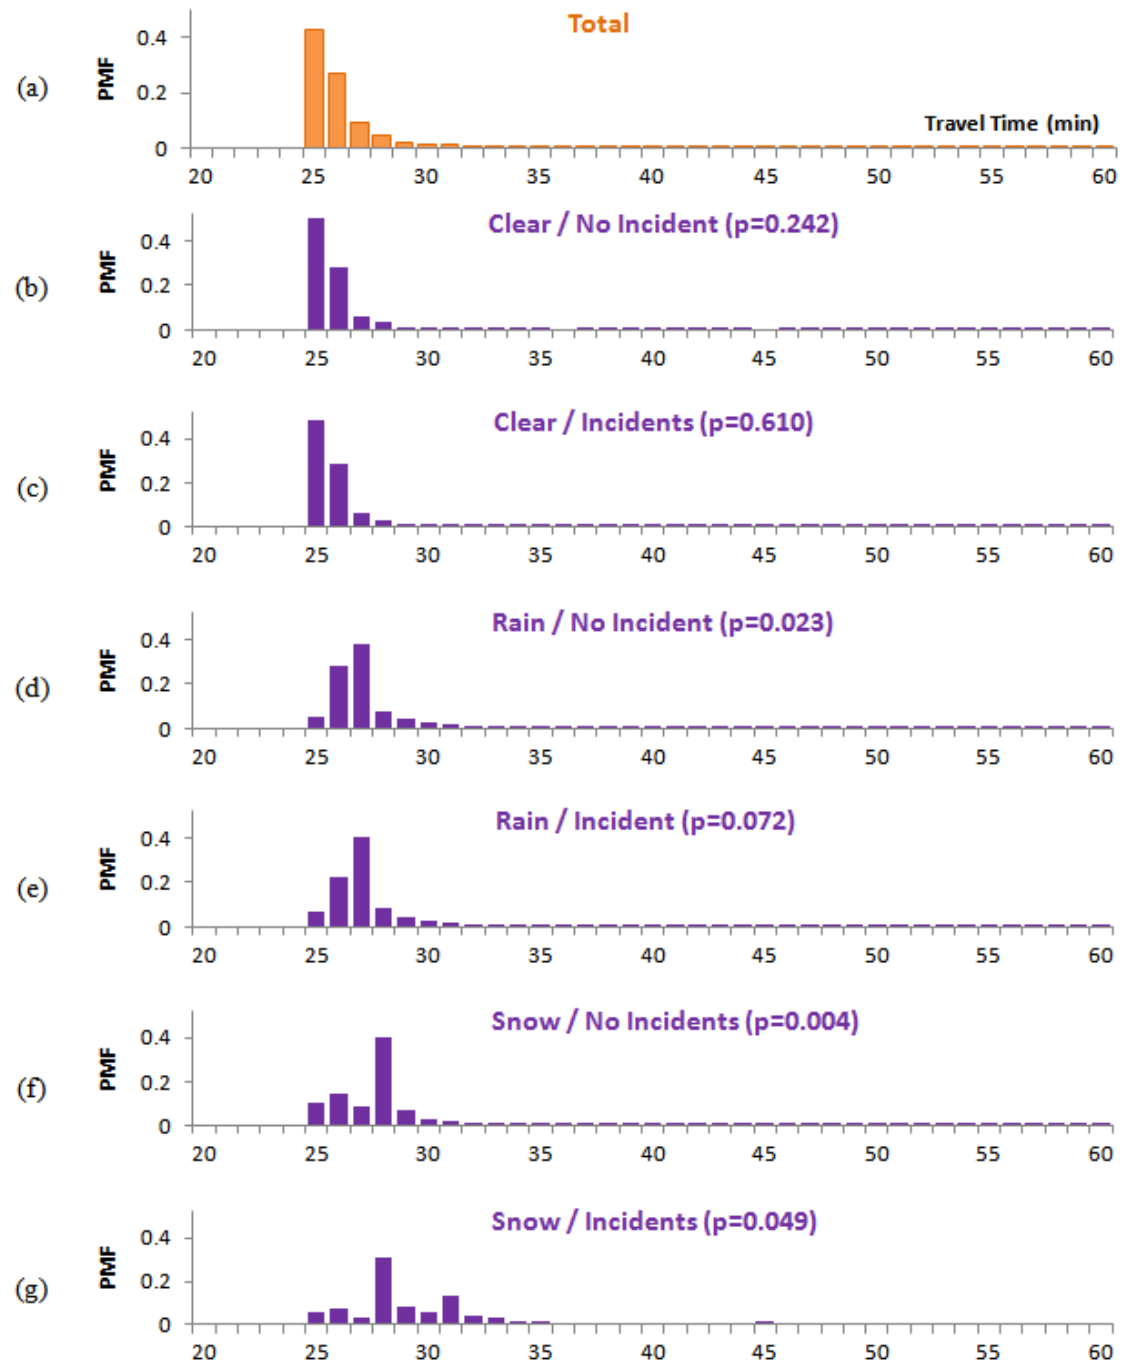 Total
0.4
(a)
PMF
0.2
Travel Time (min)
0
20 25 30 35 40 45 50 55 60
Clear / No Incident (p=0.242)
0.4
(b)
PMF
0.2
0
20 25 30 35 40 45 50 55 60
Clear / Incidents (p=0.610)
0.4
(c)
PMF
0.2
0
20 25 30 35 40 45 50 55 60
Rain / No Incident (p=0.023)
0.4
(d)
PMF
0.2
0
20 25 30 35 40 45 50 55 60
Rain / Incident (p=0.072)
0.4
(e)
PMF
0.2
0
20 25 30 35 40 45 50 55 60
Snow / No Incidents (p=0.004)
0.4
(f)
PMF
0.2
0
20 25 30 35 40 45 50 55 60
Snow / Incidents (p=0.049)
0.4
(g)
PMF
0.2
0
20 25 30 35 40 45 50 55 60